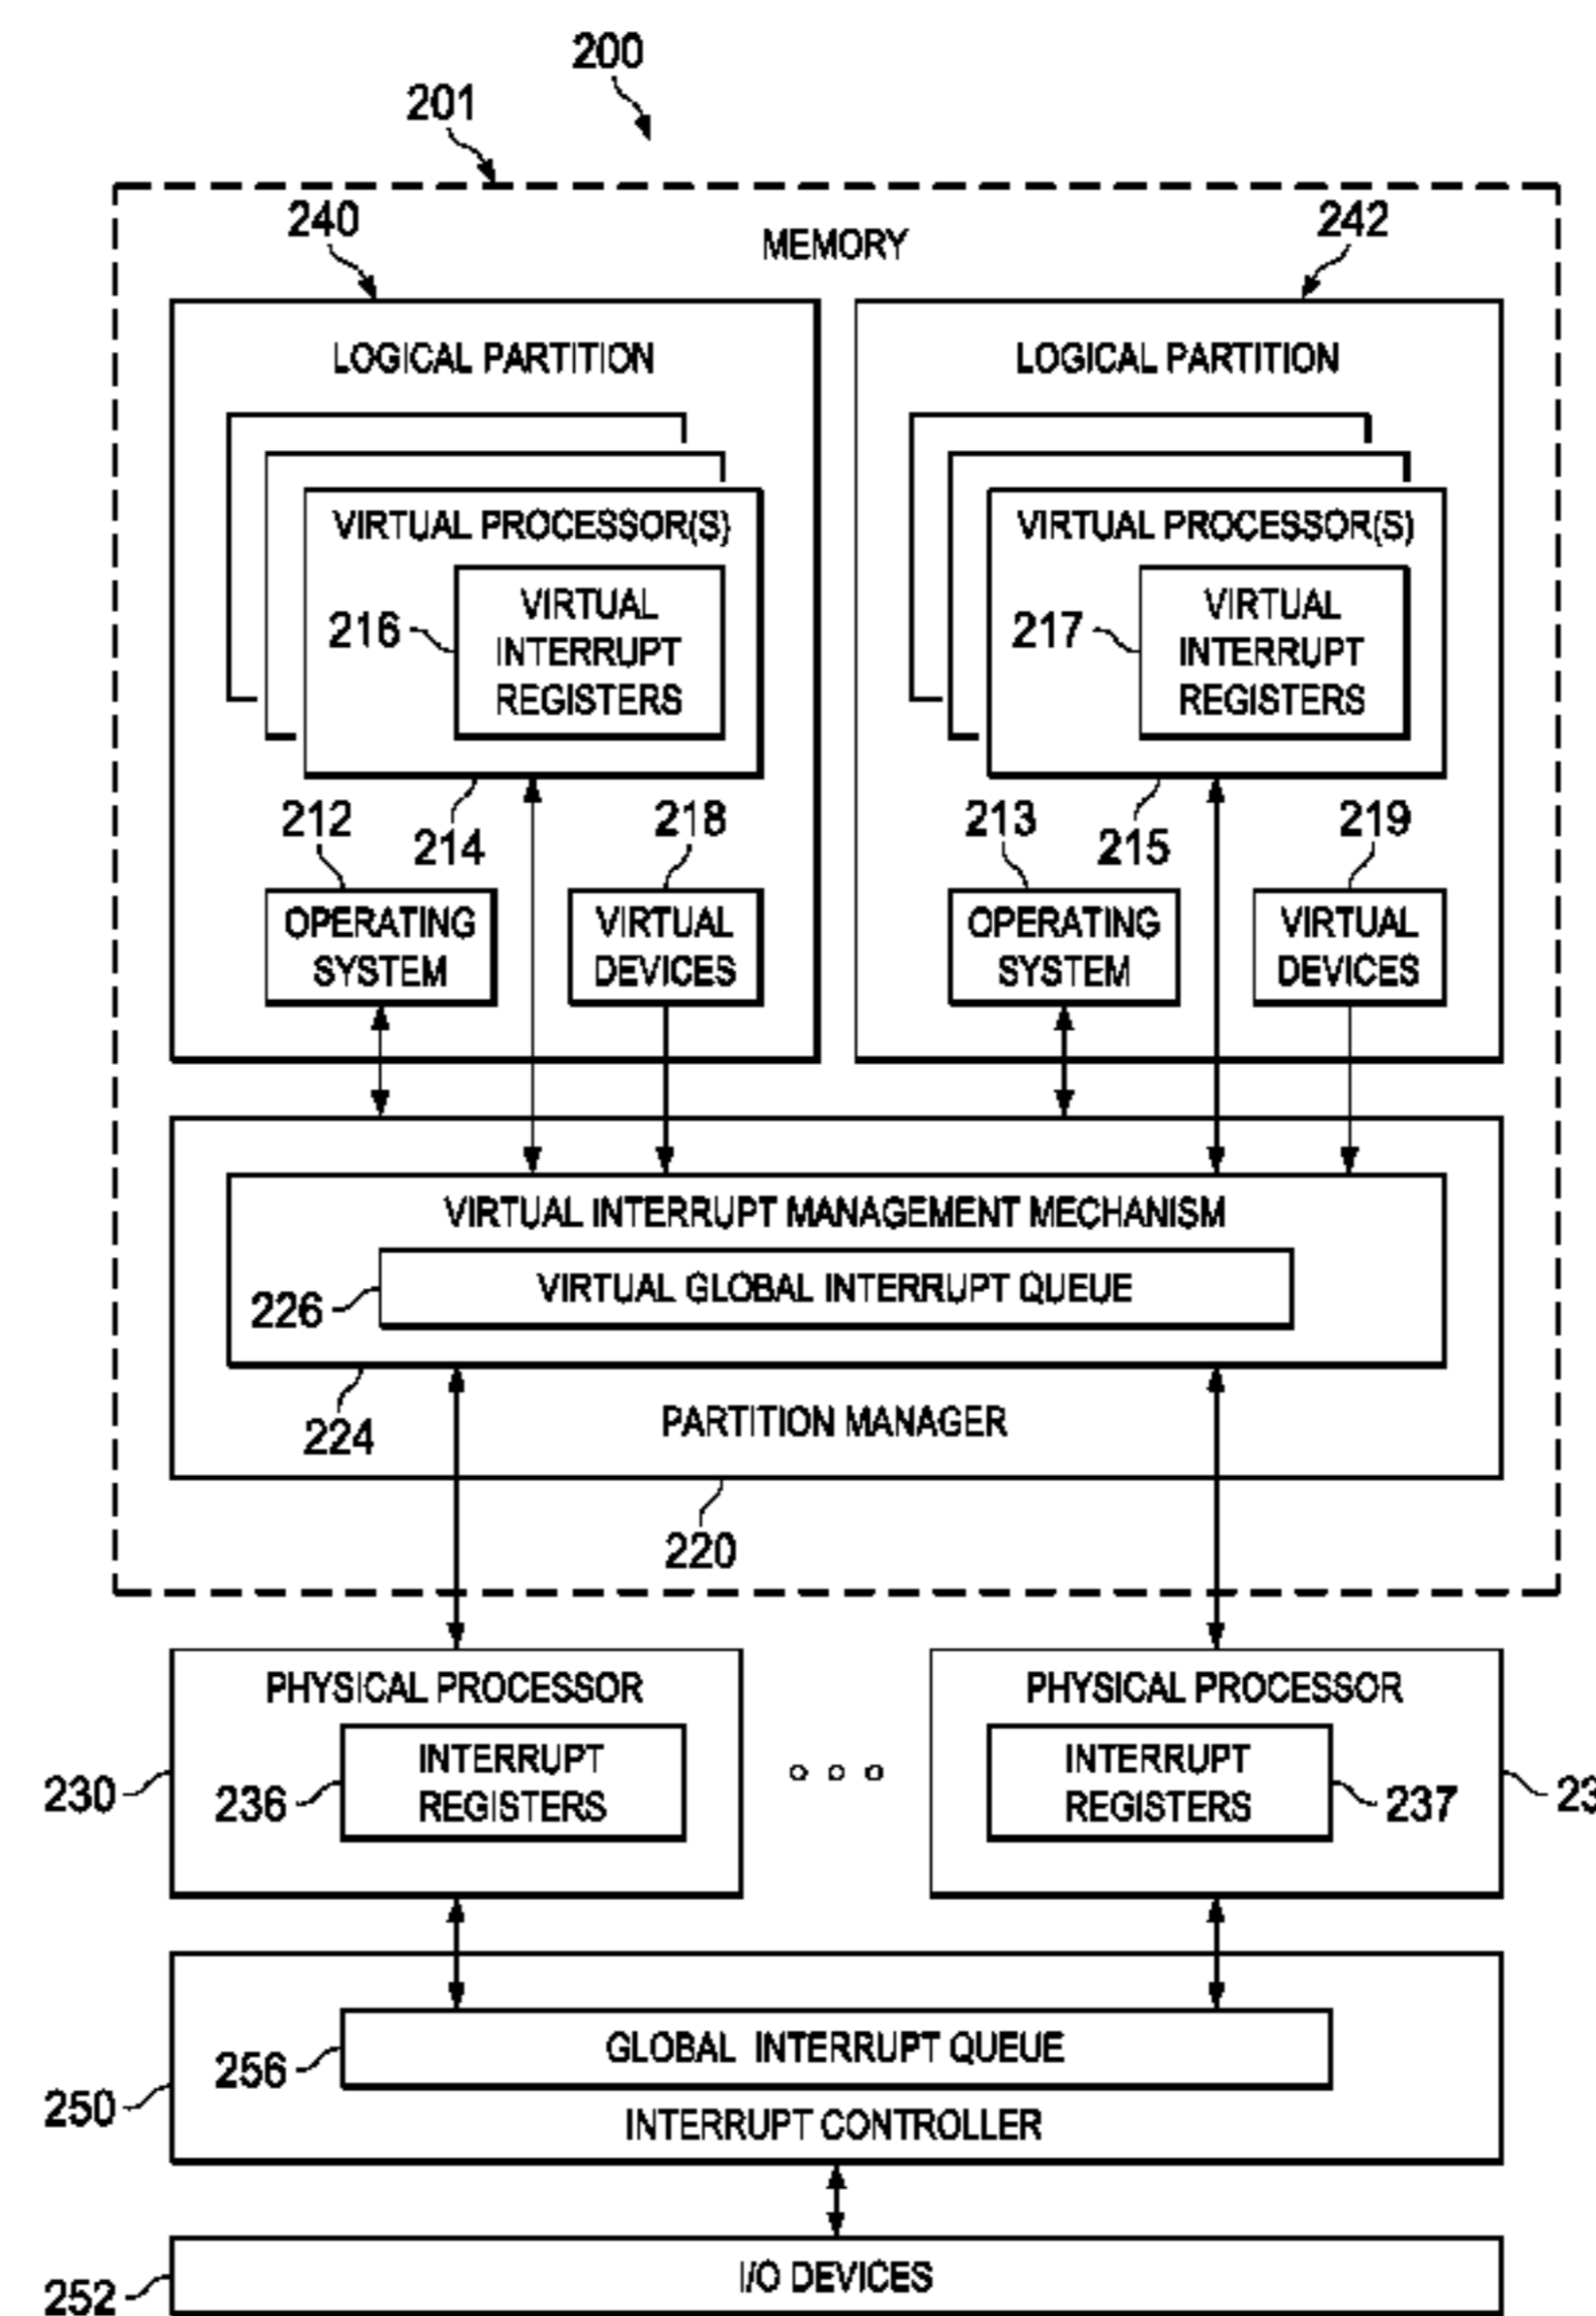 200
201
240
MEMORY
242
LOGICAL PARTITION
LOGICAL PARTITION
VIRTUAL PROCESSOR(S)
VIRTUAL PROCESSOR(S)
216
VIRTUAL
INTERRUPT
REGISTERS
217
VIRTUAL
INTERRUPT
REGISTERS
212
214
218
213
215
219
OPERATING
SYSTEM
VIRTUAL
DEVICES
OPERATING
SYSTEM
VIRTUAL
DEVICES
VIRTUAL INTERRUPT MANAGEMENT MECHANISM
226
VIRTUAL GLOBAL INTERRUPT QUEUE
224
PARTITION MANAGER
220
PHYSICAL PROCESSOR
PHYSICAL PROCESSOR
230
236
INTERRUPT
REGISTERS
INTERRUPT
REGISTERS
237
256
GLOBAL INTERRUPT QUEUE
250
INTERRUPT CONTROLLER
252
I/O DEVICES